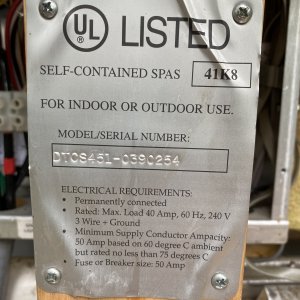 UL LISTED
SELF-CONTAINED SPAS 41K8
FOR INDOOR OR OUTDOOR USE.
MODEL/SERIAL NUMBER:
DTCS451-0390254
ELECTRICAL REQUIREMENTS:
• Permanently connected
• Rated: Max. Load 40 Amp, 60 Hz, 240 V
3 Wire + Ground
• Minimum Supply Conductor Ampacity:
50 Amp based on 60 degree C ambient
but rated no less than 75 degrees C
• Fuse or Breaker size: 50 Amp